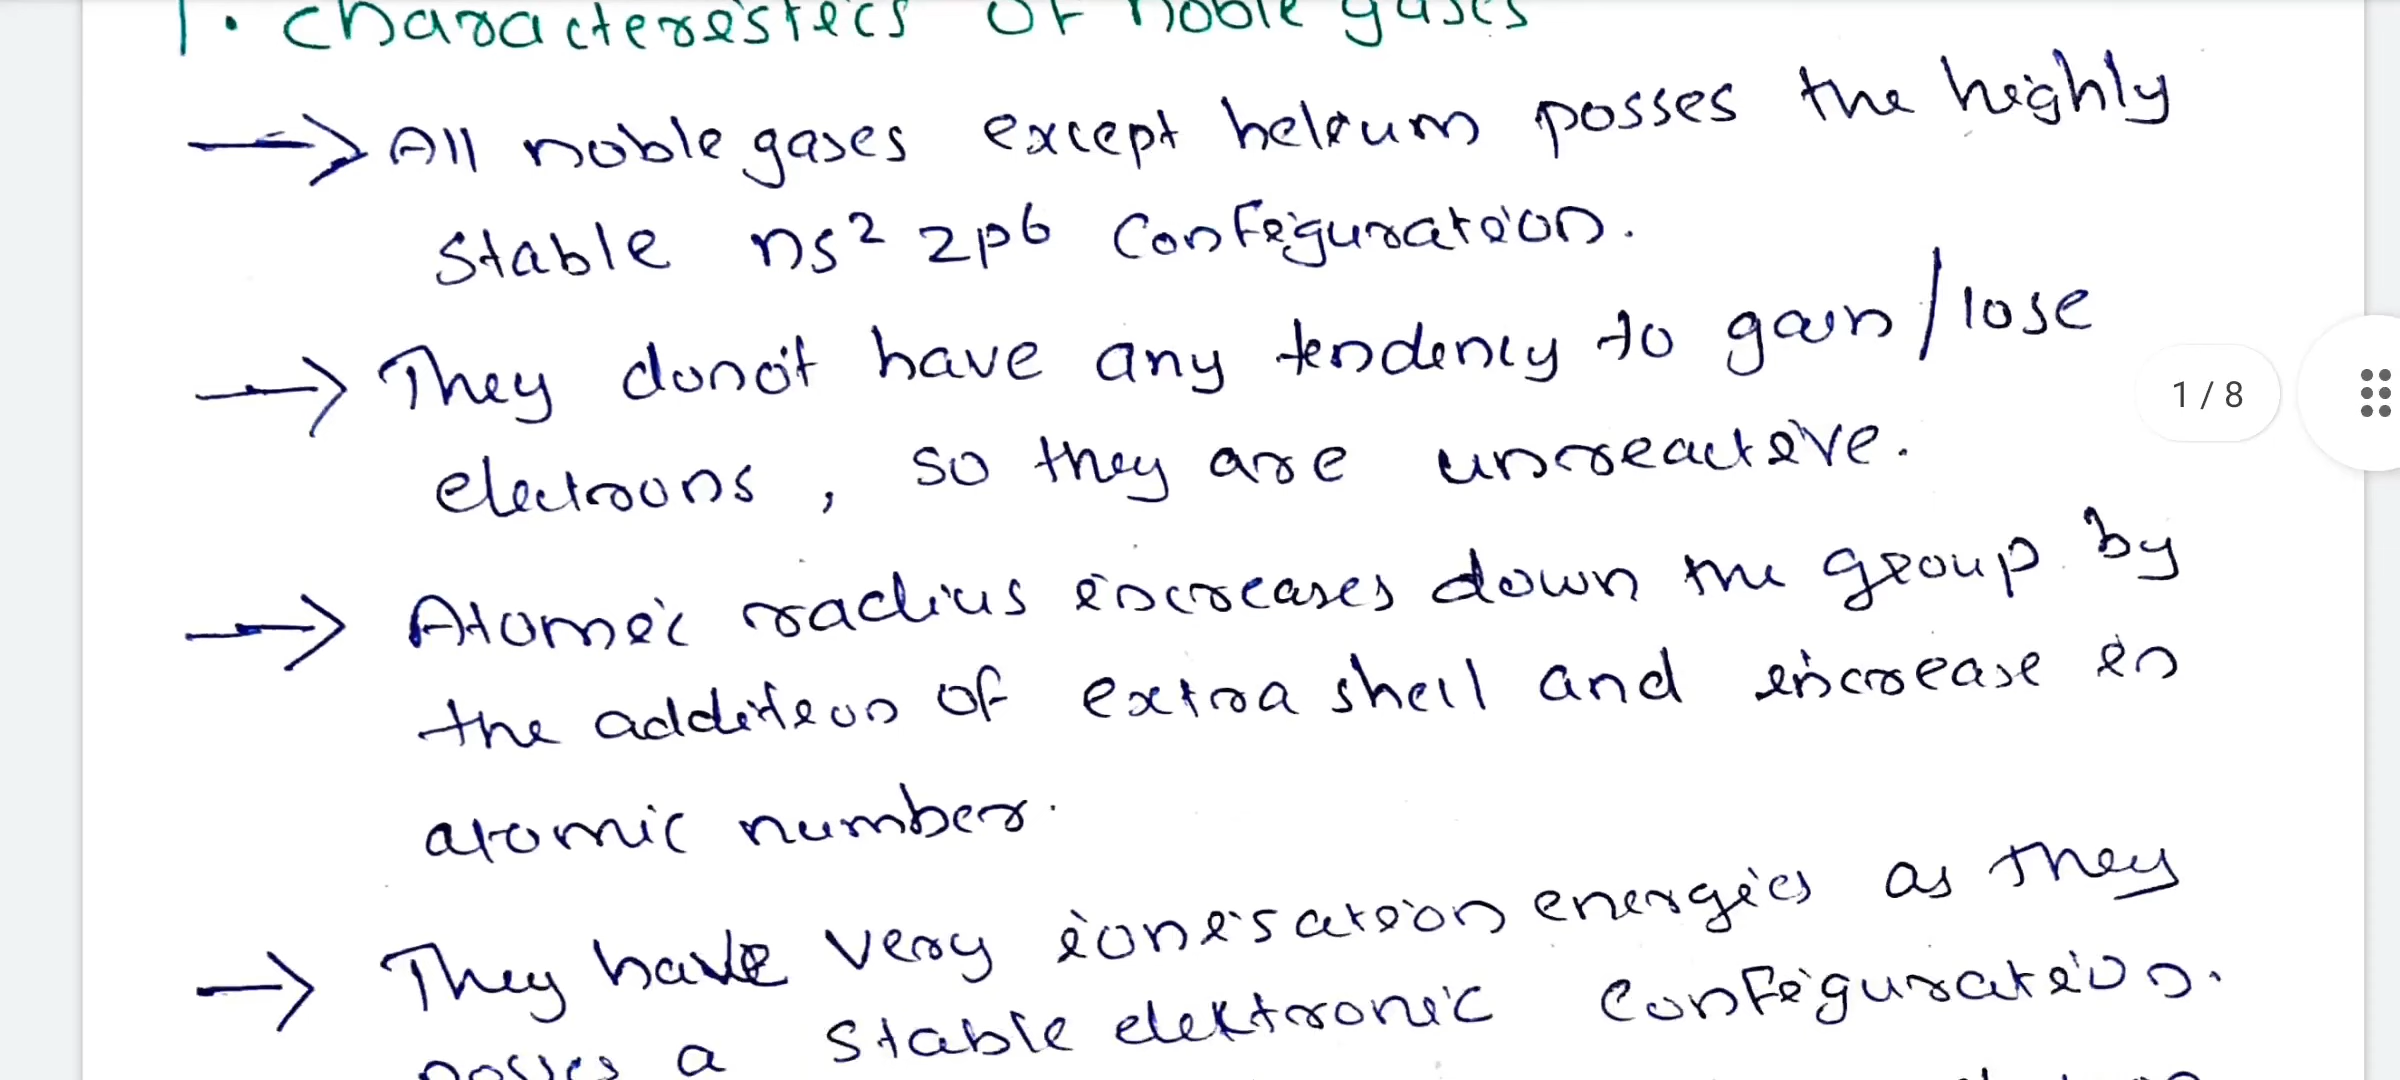 1. characteristics of noble gases
→ All noble gases except helium posses the highly
stable ns² 2p6 configuration.
→ They donot have any tendency to gain/lose
electrons, so they are unreactive.
→ Atomic radius increases down the group by
the addition of extra shell and increase in
atomic number.
→ They have very ionisation energies as they
posses a stable elektronic configuration.
1 / 8